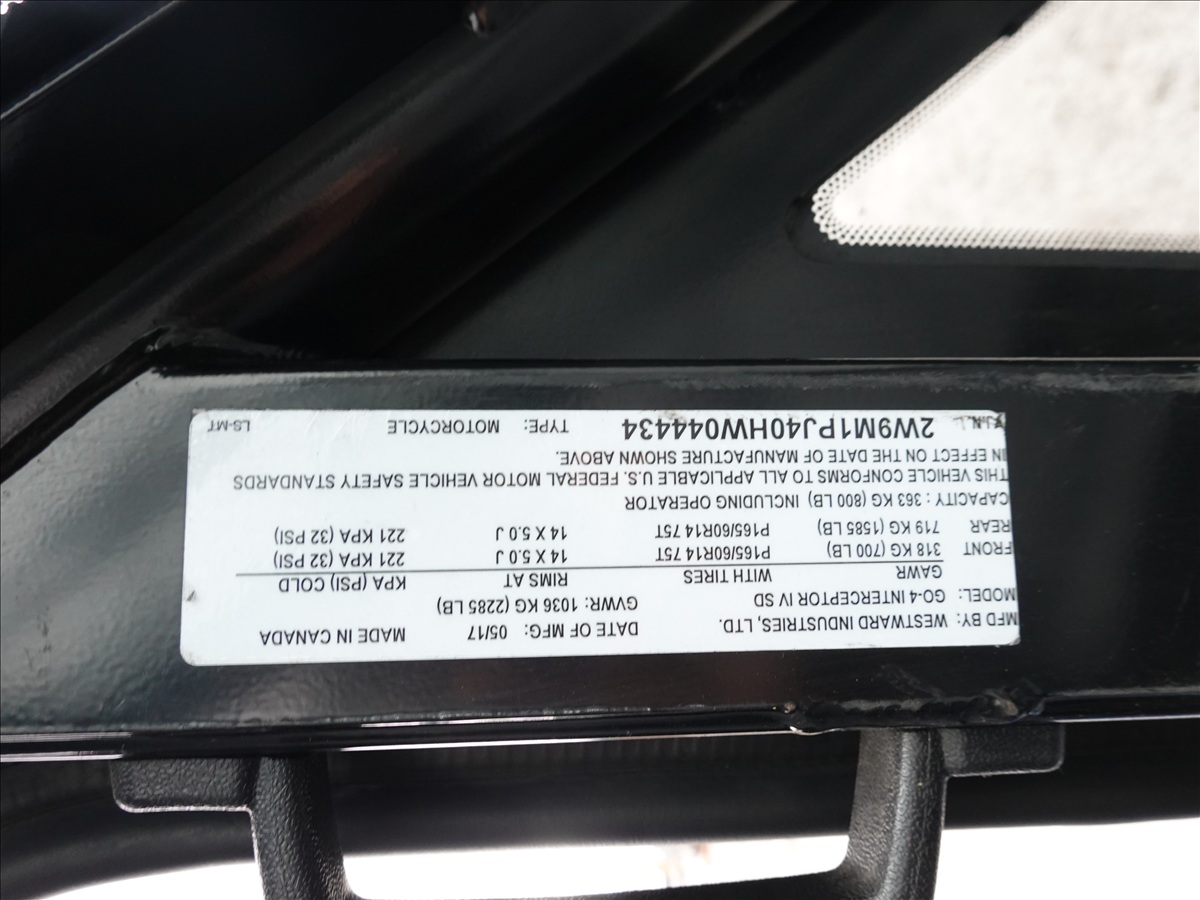 MFD BY: WESTWARD INDUSTRIES, LTD. DATE OF MFG: 05/17 MADE IN CANADA
MODEL: GO-4 INTERCEPTOR IV SD GVWR: 1036 KG (2285 LB)
GAWR WITH TIRES RIMS AT KPA (PSI) COLD
FRONT 318 KG (700 LB) P165/60R14 75T 14 X 5.0 J 221 KPA (32 PSI)
REAR 719 KG (1585 LB) P165/60R14 75T 14 X 5.0 J 221 KPA (32 PSI)
CAPACITY : 363 KG (800 LB) INCLUDING OPERATOR
THIS VEHICLE CONFORMS TO ALL APPLICABLE U.S. FEDERAL MOTOR VEHICLE SAFETY STANDARDS
IN EFFECT ON THE DATE OF MANUFACTURE SHOWN ABOVE.
V.I.N. 2W9M1PJ40HW044434 TYPE: MOTORCYCLE LS-MT